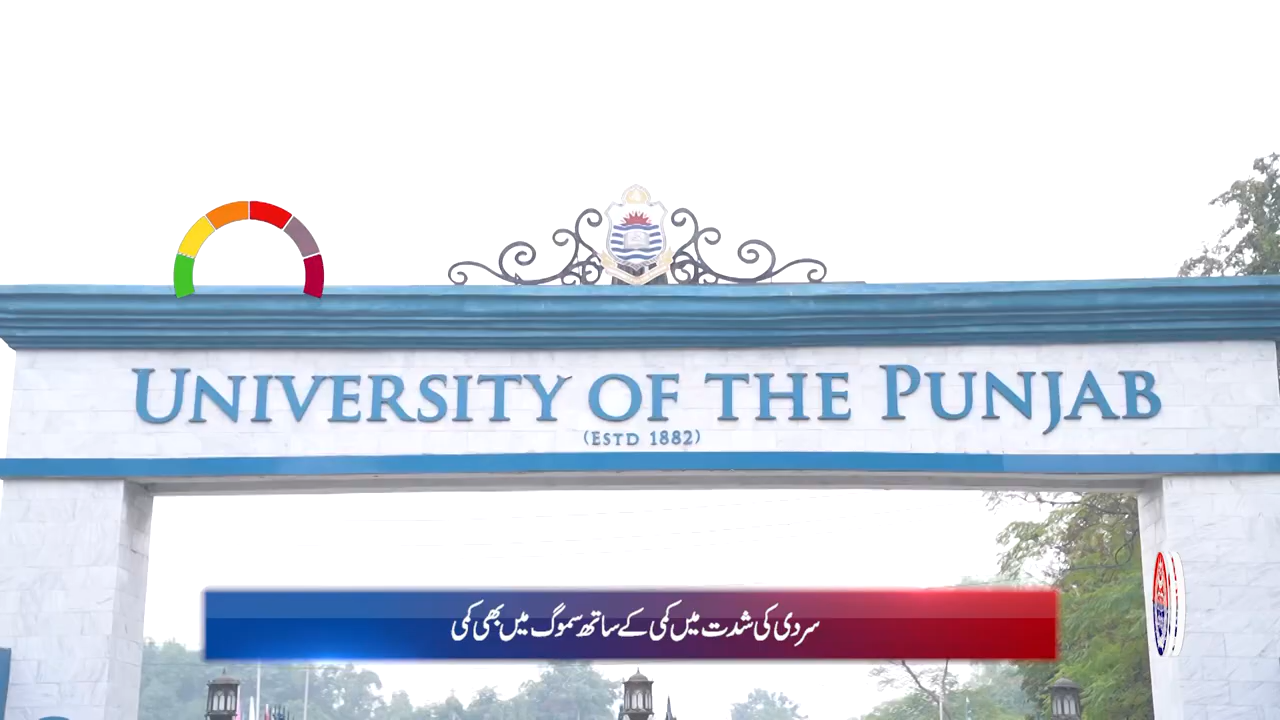 UNIVERSITY OF THE PUNJAB
(ESTD 1882)
سردی کی شدت میں کمی کے ساتھ سموگ میں بھی کمی